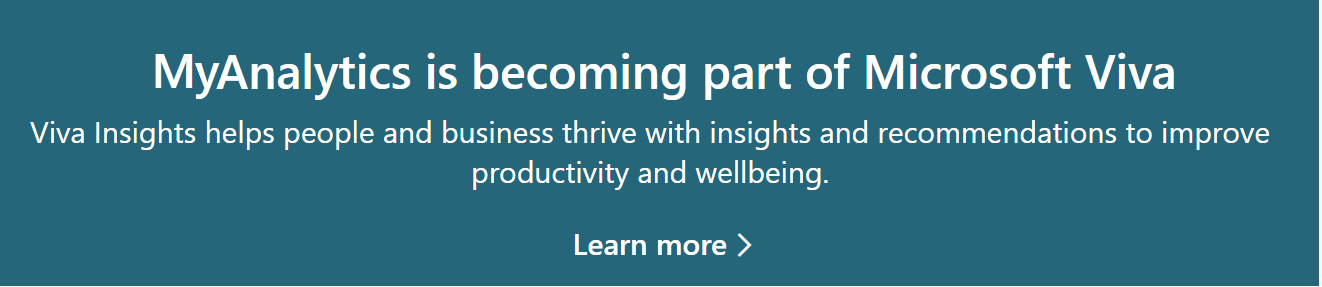 MyAnalytics is becoming part of Microsoft Viva
Viva Insights helps people and business thrive with insights and recommendations to improve
productivity and wellbeing.
Learn more